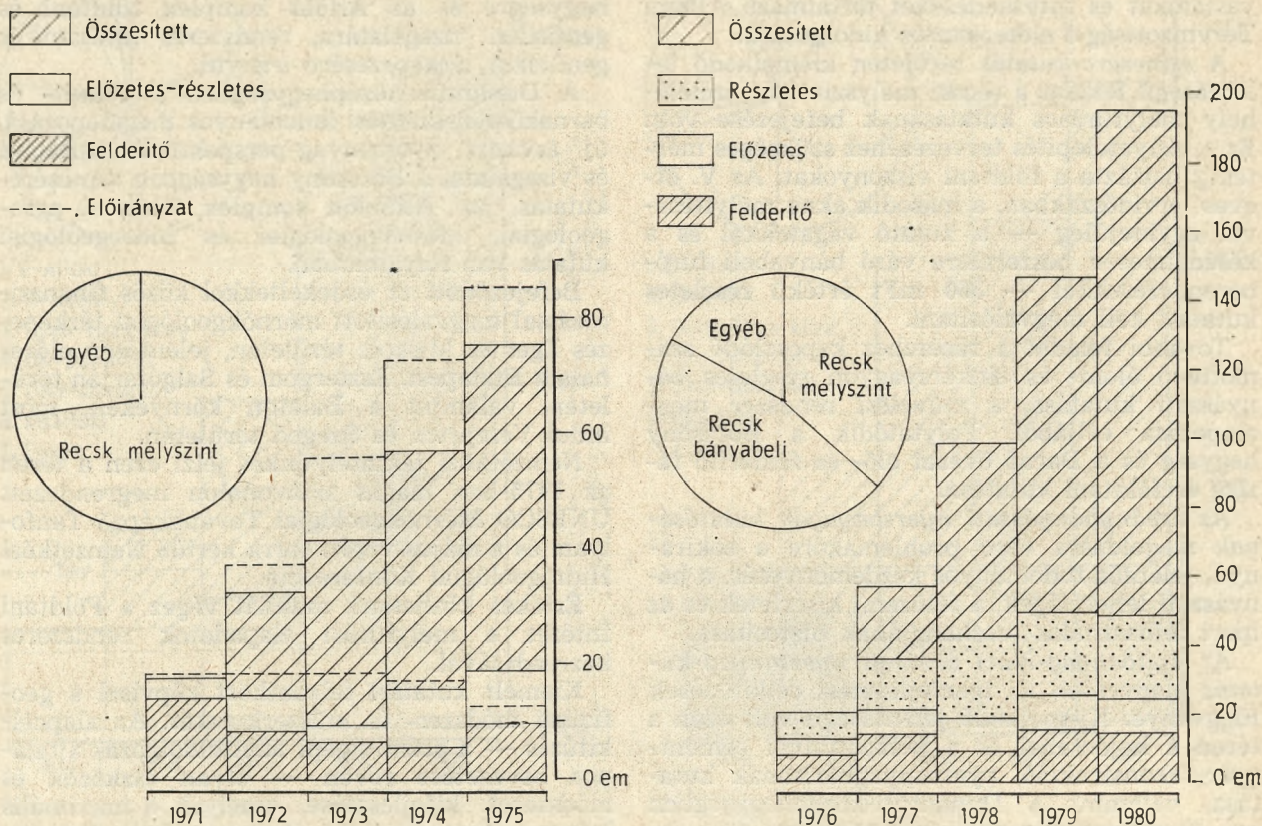 Összesített
Előzetes-részletes
Felderitő
Előirányzat
Egyéb
Recsk mélyszint
80
60
40
20
0 em
1971 1972 1973 1974 1975
Összesített
Részletes
Előzetes
Felderitő
Egyéb
Recsk
mélyszint
Recsk
bányabeli
200
180
160
140
120
100
80
60
40
20
0 em
1976 1977 1978 1979 1980